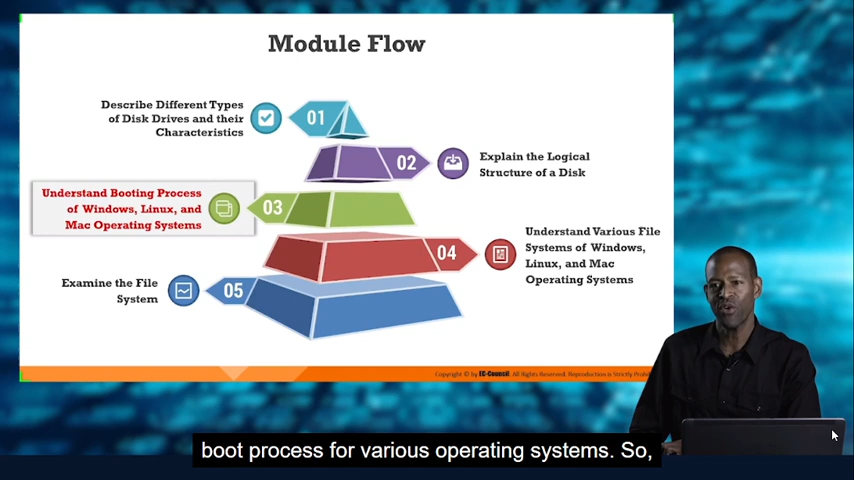 Module Flow
Describe Different Types
of Disk Drives and their
Characteristics
01
02
Explain the Logical
Structure of a Disk
Understand Booting Process
of Windows, Linux, and
Mac Operating Systems
03
04
Understand Various File
Systems of Windows,
Linux, and Mac
Operating Systems
Examine the File
System
05
Copyright © by EC-Council. All Rights Reserved. Reproduction is Strictly
boot process for various operating systems. So,